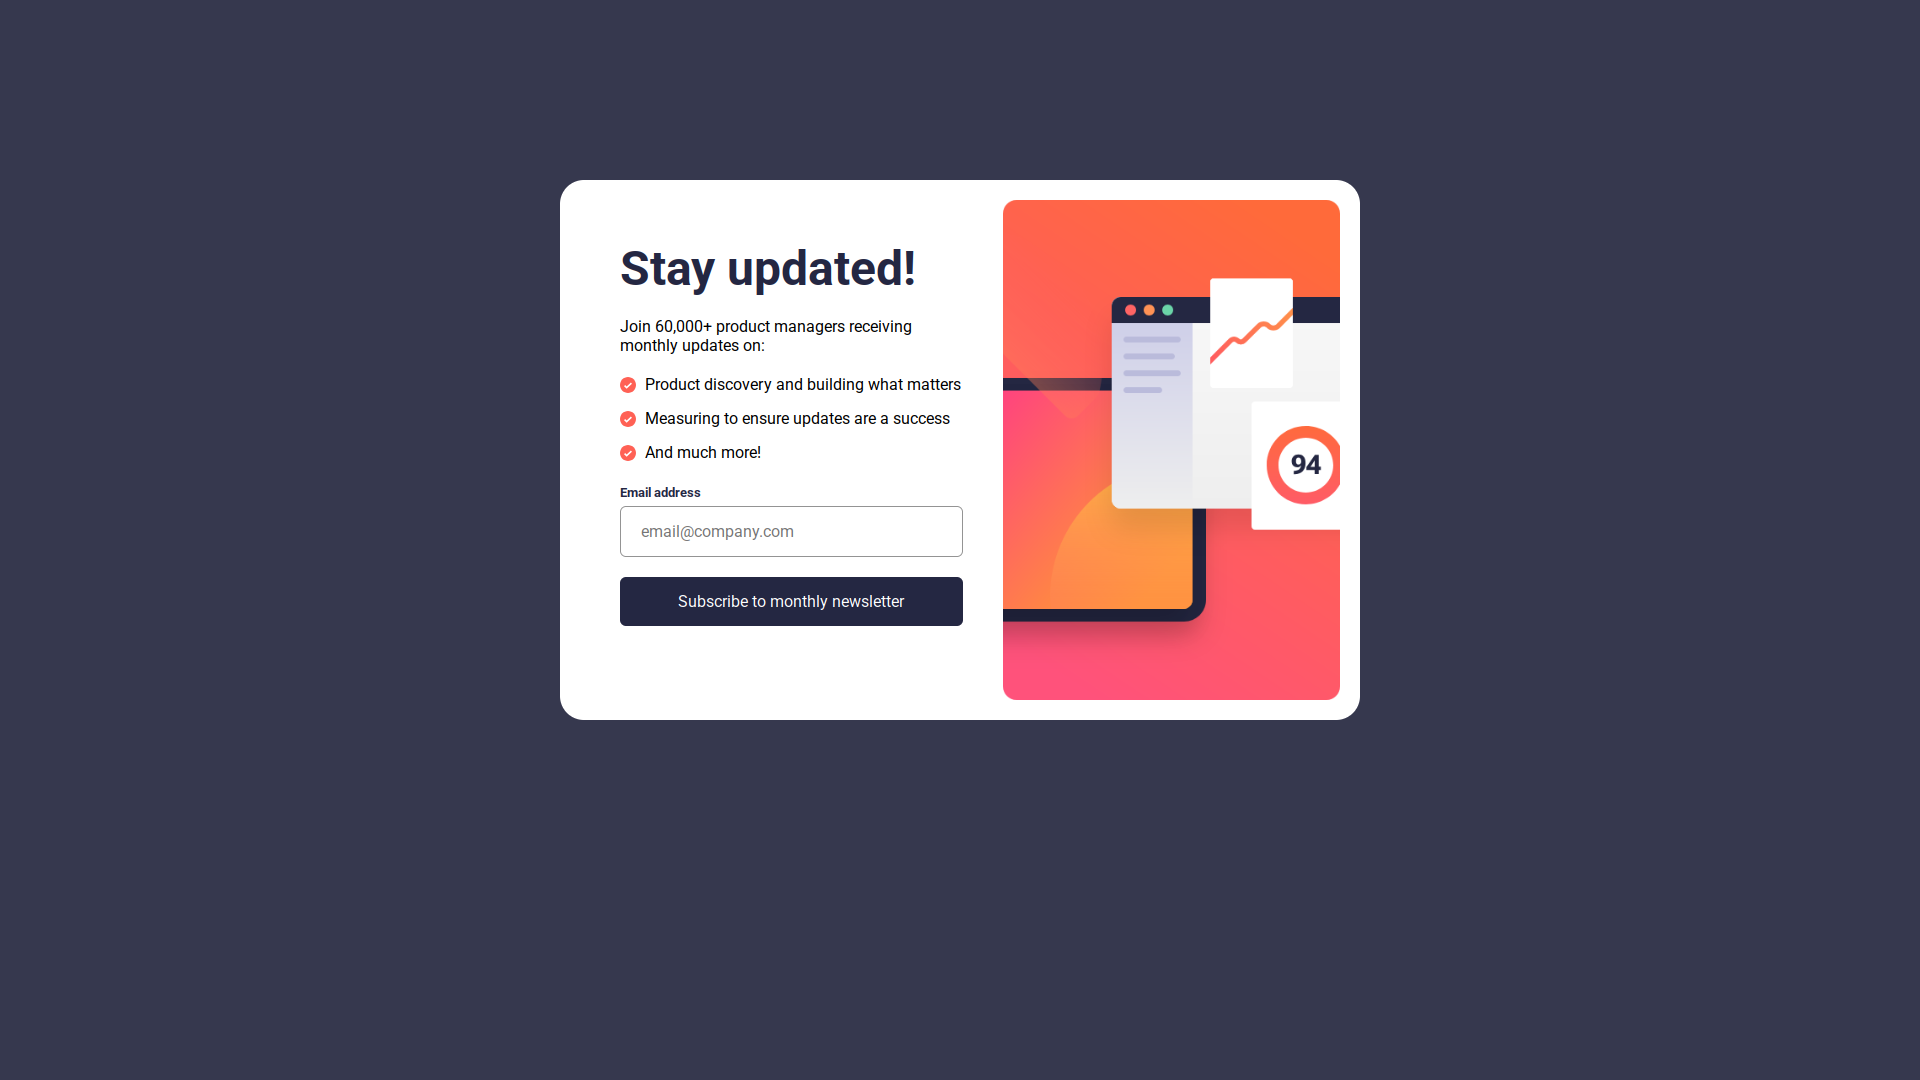 Stay updated!
Join 60,000+ product managers receiving
monthly updates on:
Product discovery and building what matters
Measuring to ensure updates are a success
And much more!
Email address
email@company.com
Subscribe to monthly newsletter
94